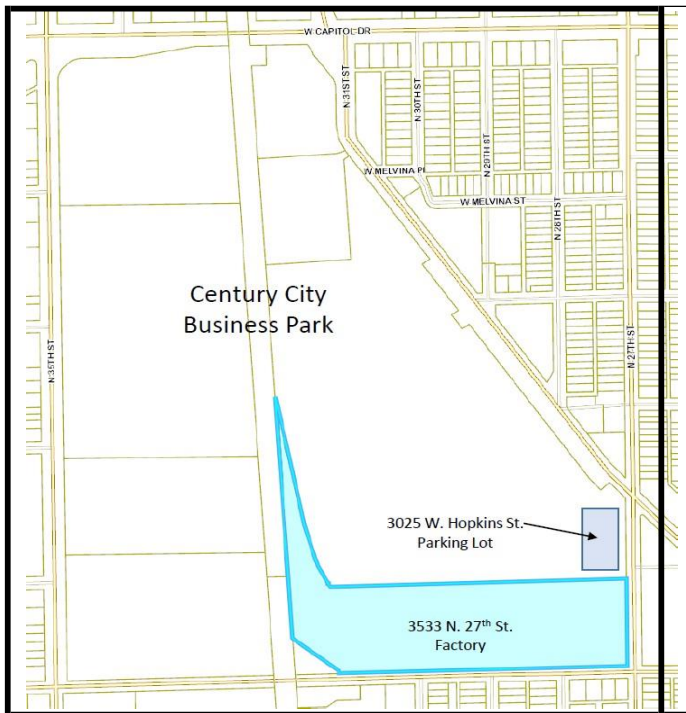 W CAPITOL DR
N 31ST ST
N 30TH ST
N 29TH ST
W MELVINA Pl
W MELVINA ST
N 28TH ST
Century City
Business Park
N 35TH ST
N 27TH ST
3025 W. Hopkins St.
Parking Lot
3533 N. 27th St.
Factory